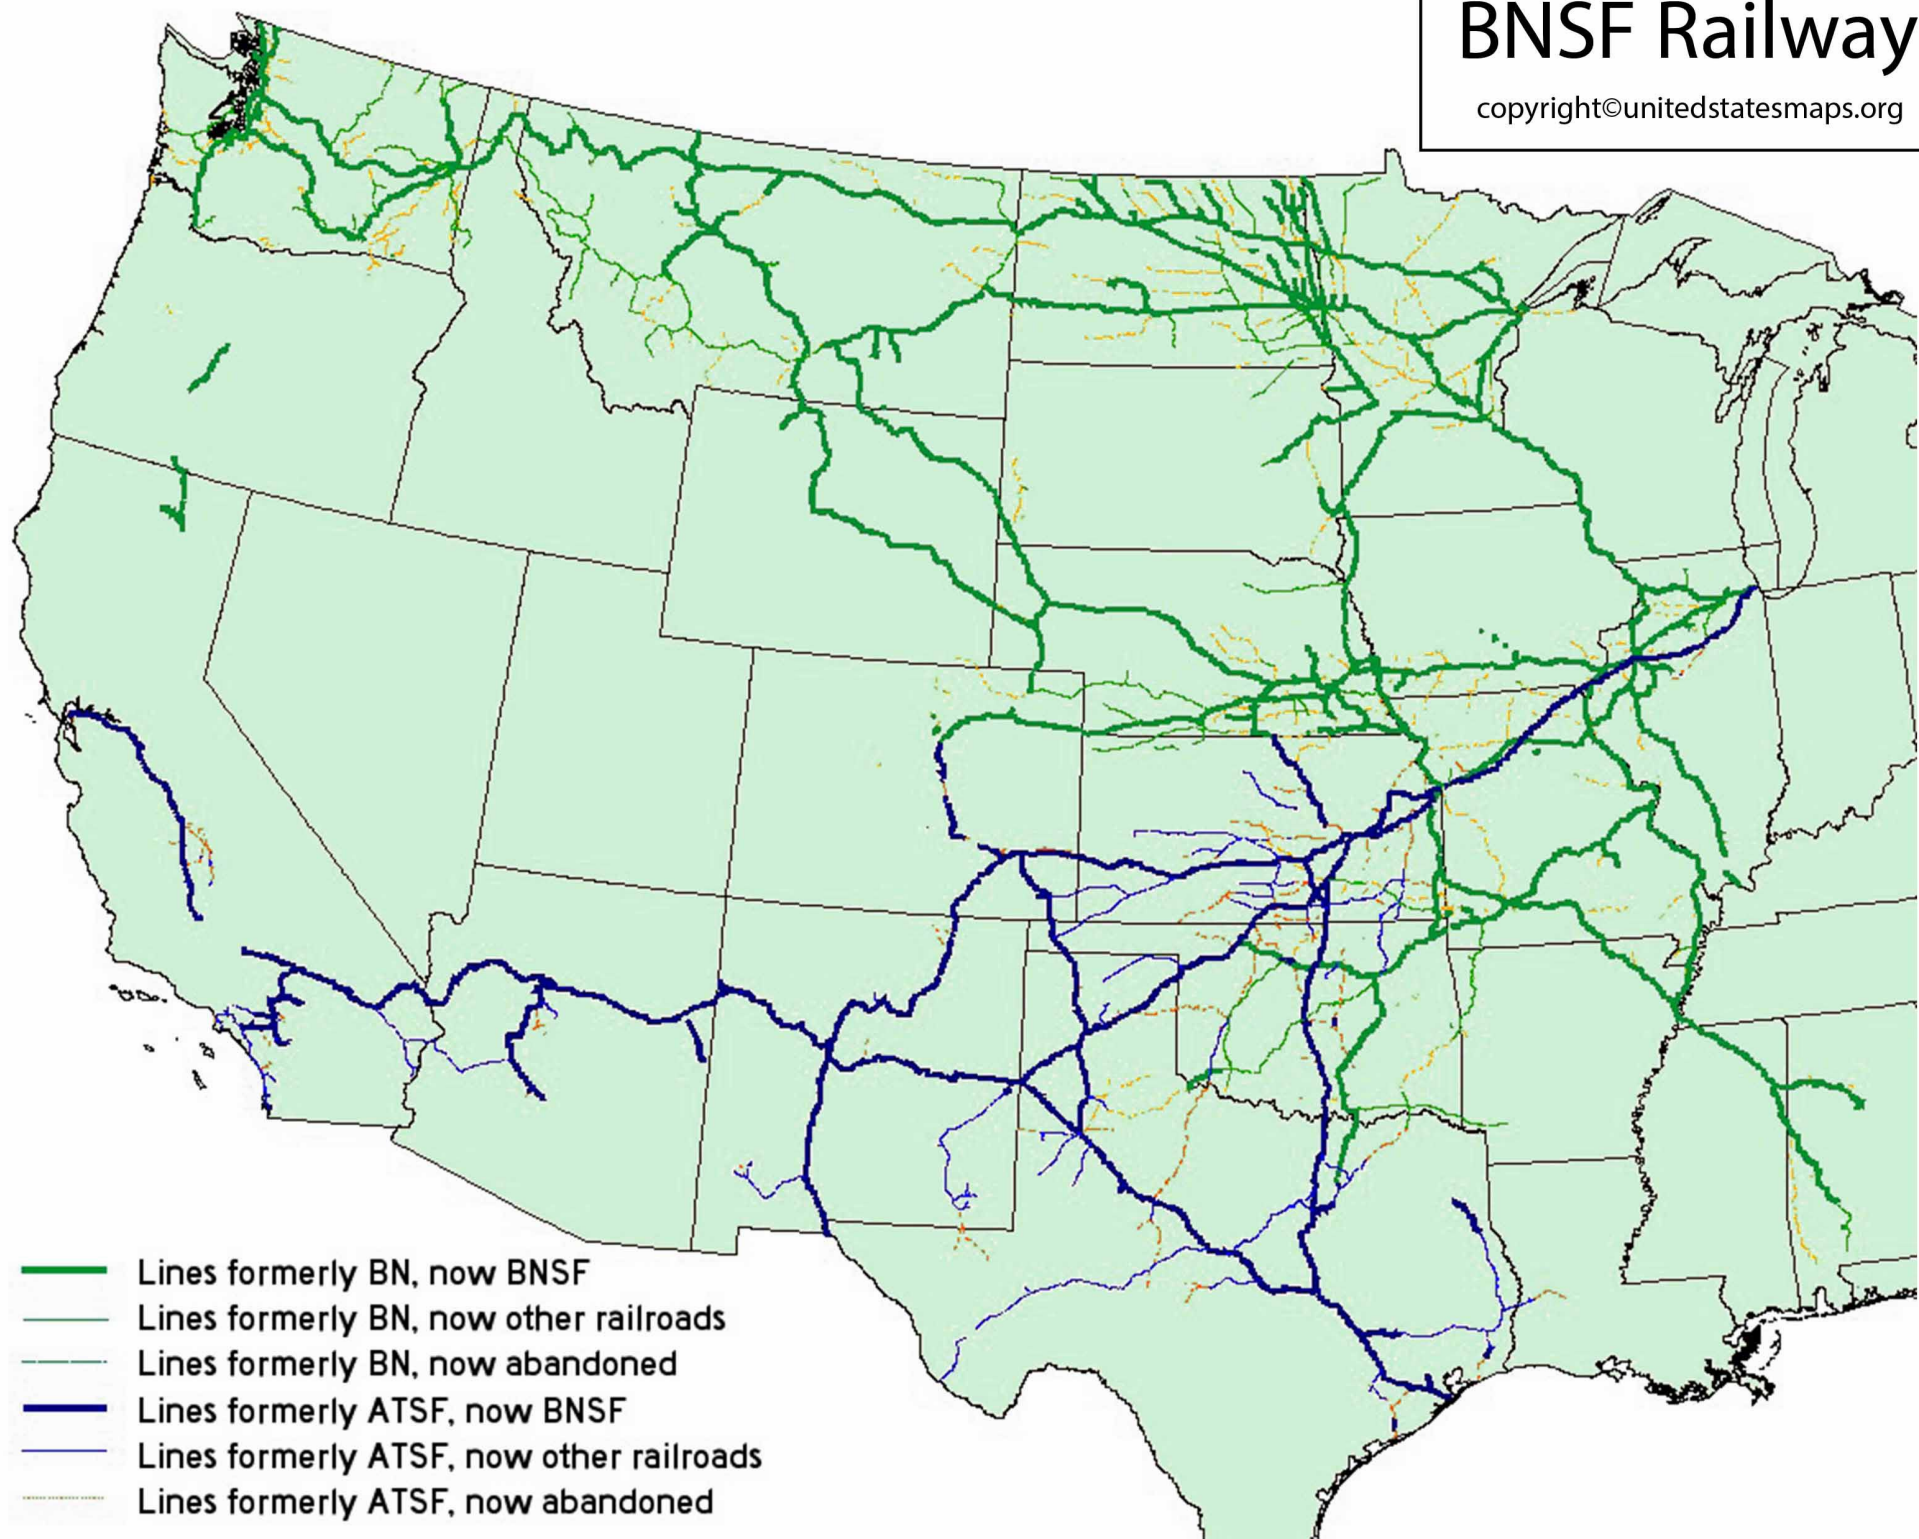 BNSF Railway
copyright©unitedstatesmaps.org
Lines formerly BN, now BNSF
Lines formerly BN, now other railroads
Lines formerly BN, now abandoned
Lines formerly ATSF, now BNSF
Lines formerly ATSF, now other railroads
Lines formerly ATSF, now abandoned